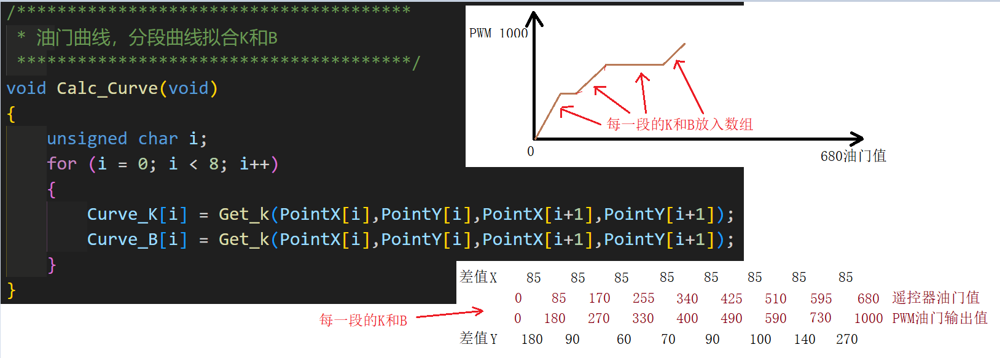 /***************************************
* 油门曲线，分段曲线拟合K和B
***************************************/
void Calc_Curve(void)
{
unsigned char i;
for (i = 0; i < 8; i++)
{
Curve_K[i] = Get_k(PointX[i],PointY[i],PointX[i+1],PointY[i+1]);
Curve_B[i] = Get_k(PointX[i],PointY[i],PointX[i+1],PointY[i+1]);
}
}
PWM 1000
每一段的K和B放入数组
0
680油门值
差值X 85 85 85 85 85 85 85 85
0 85 170 255 340 425 510 595 680 遥控器油门值
每一段的K和B
0 180 270 330 400 490 590 730 1000 PWM油门输出值
差值Y 180 90 60 70 90 100 140 270